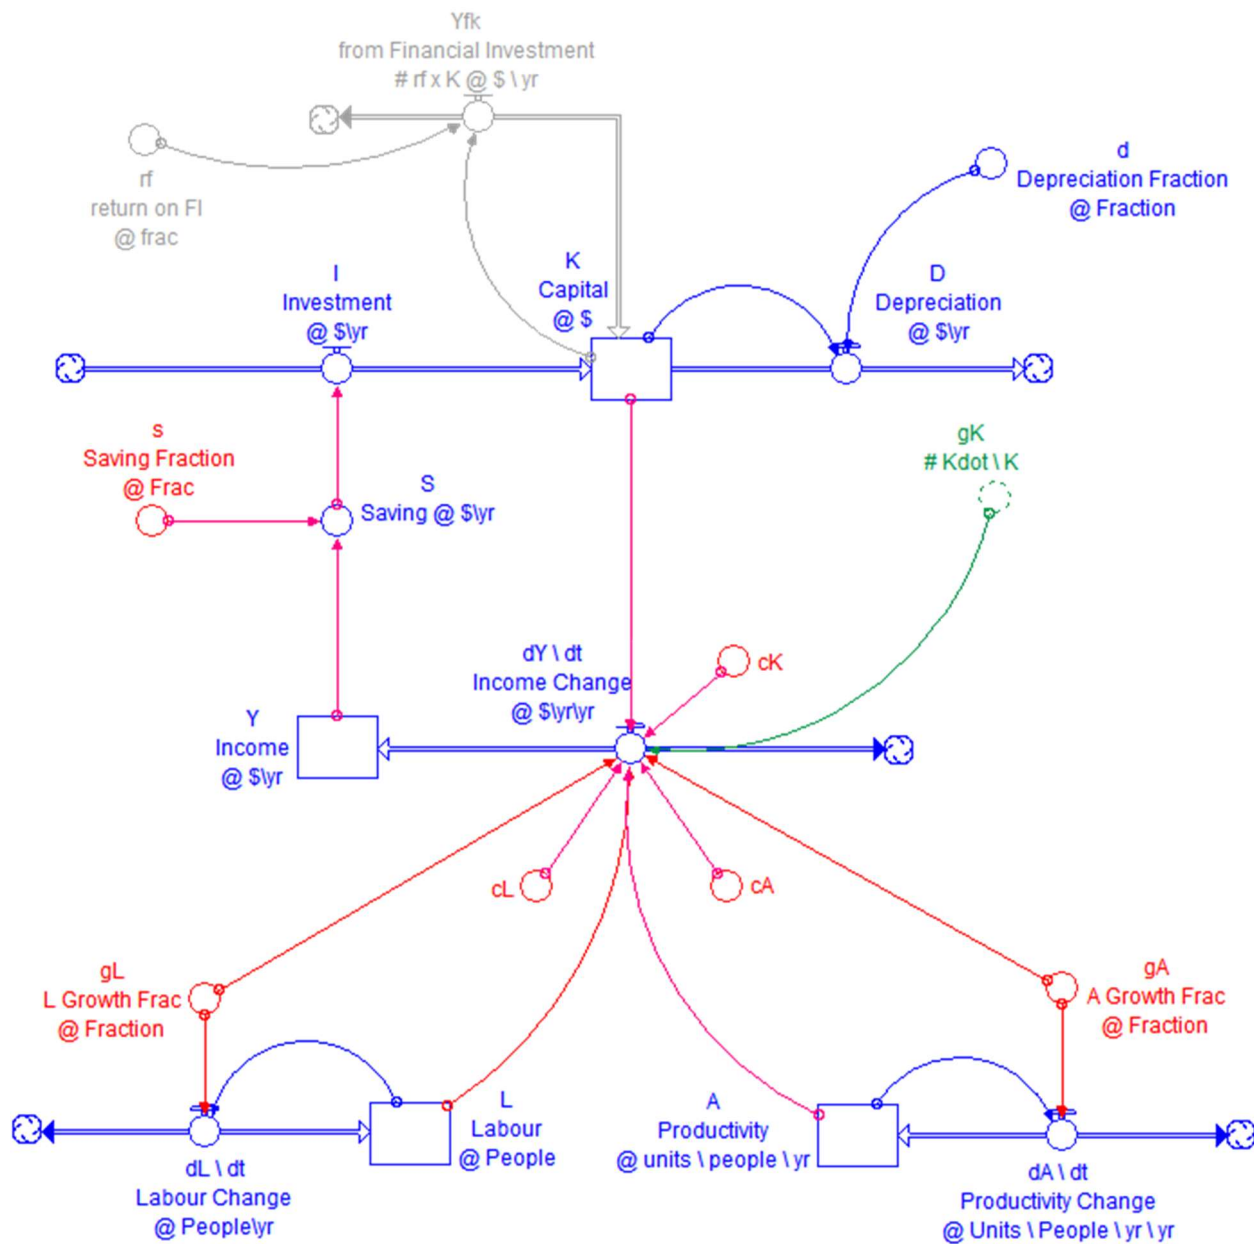 Yfk
from Financial Investment
# rf x K @ $ \ yr
rf
return on FI
@ frac
d
Depreciation Fraction
@ Fraction
I
Investment
@ $\yr
K
Capital
@ $
D
Depreciation
@ $\yr
s
Saving Fraction
@ Frac
S
Saving @ $\yr
gK
# Kdot \ K
dY \ dt
Income Change
@ $\yr\yr
cK
Y
Income
@ $\yr
cL
cA
gL
L Growth Frac
@ Fraction
gA
A Growth Frac
@ Fraction
L
Labour
@ People
A
Productivity
@ units \ people \ yr
dL \ dt
Labour Change
@ People\yr
dA \ dt
Productivity Change
@ Units \ People \ yr \ yr